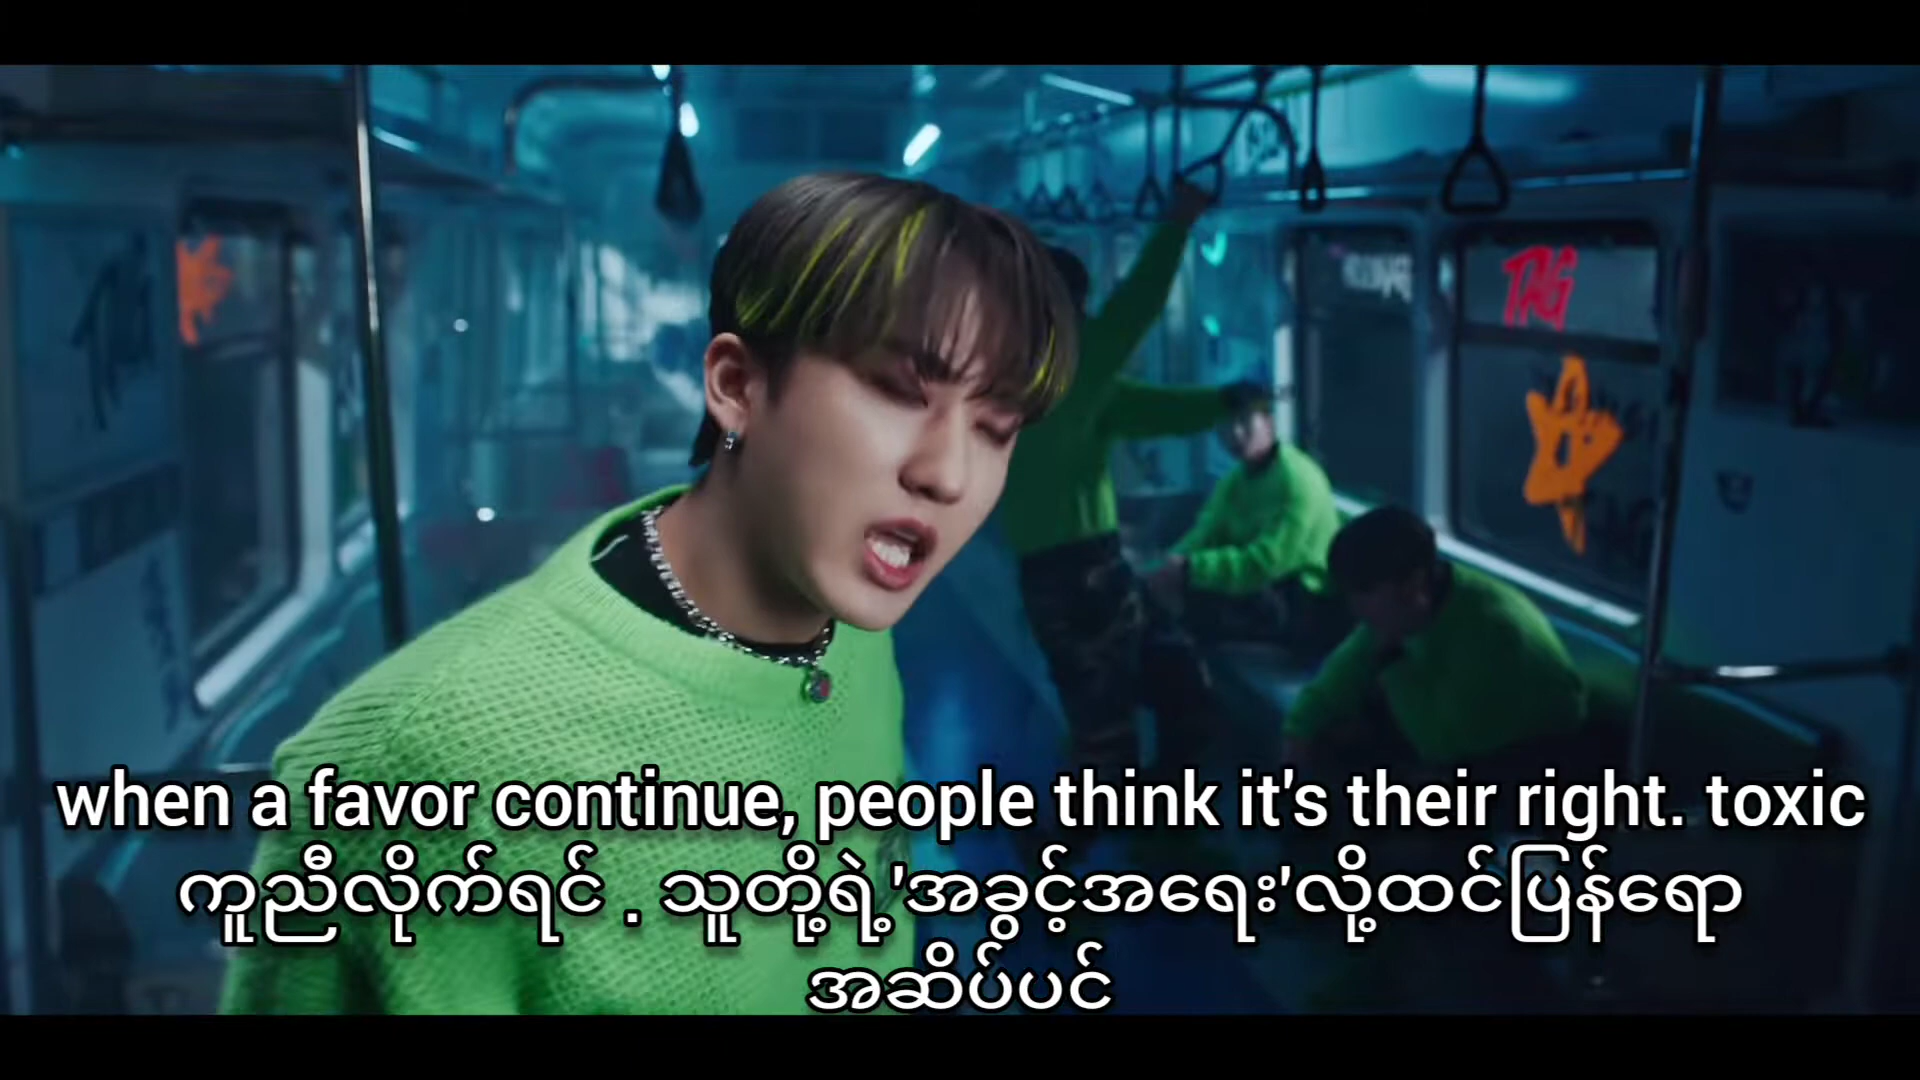 TAG
when a favor continue, people think it's their right. toxic
ကူညီလိုက်ရင် . သူတို့ရဲ့ 'အခွင့်အရေး'လို့ထင်ပြန်ရော
အဆိပ်ပင်